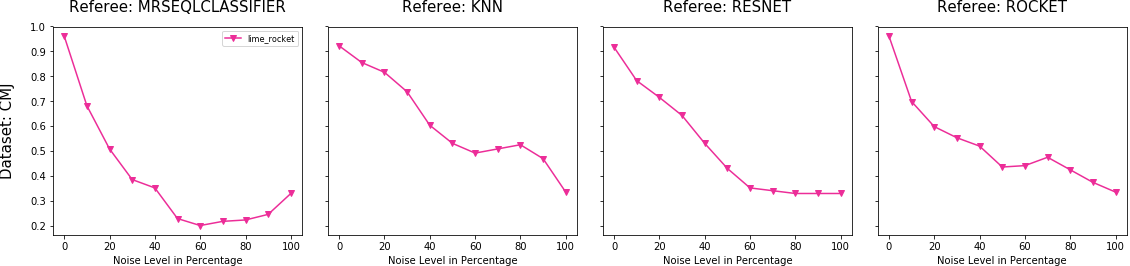 Referee: MRSEQLCLASSIFIER
Referee: KNN
Referee: RESNET
Referee: ROCKET
Dataset: CMJ
1.0
0.9
0.8
0.7
0.6
0.5
0.4
0.3
0.2
lime_rocket
0 20 40 60 80 100
0 20 40 60 80 100
0 20 40 60 80 100
0 20 40 60 80 100
Noise Level in Percentage
Noise Level in Percentage
Noise Level in Percentage
Noise Level in Percentage